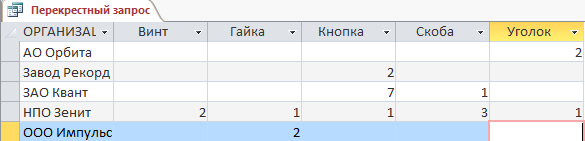 Перекрестный запрос
ОРГАНИЗА Винт Гайка Кнопка Скоба Уголок
АО Орбита 2
Завод Рекорд 2
ЗАО Квант 7 1
НПО Зенит 2 1 1 3 1
ООО Импульс 2